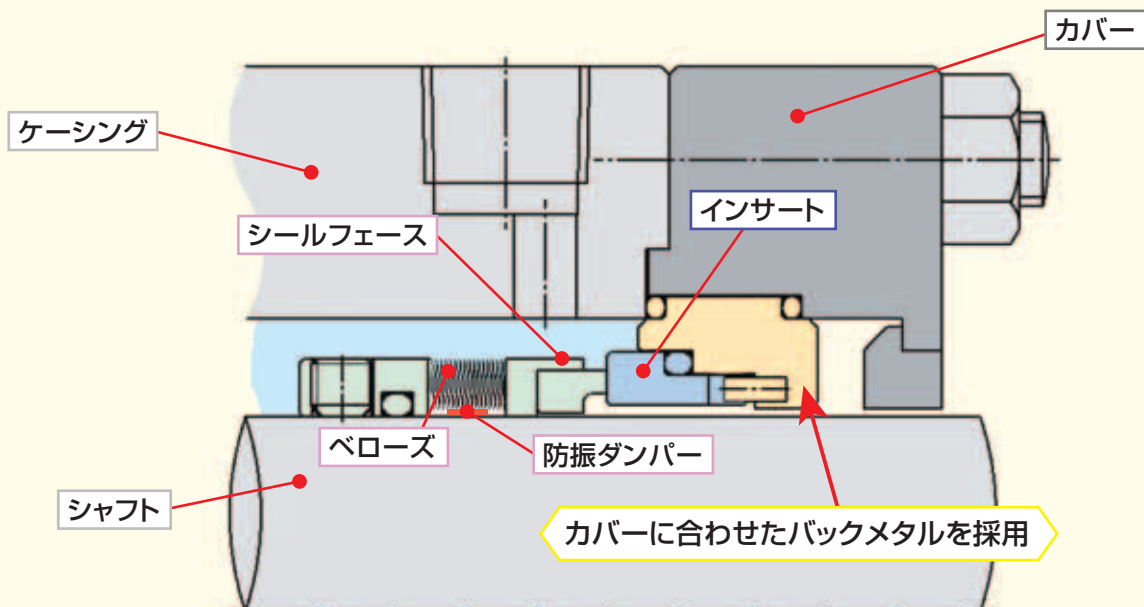 カバー
ケーシング
インサート
シールフェース
ベローズ
防振ダンパー
シャフト
カバーに合わせたバックメタルを採用